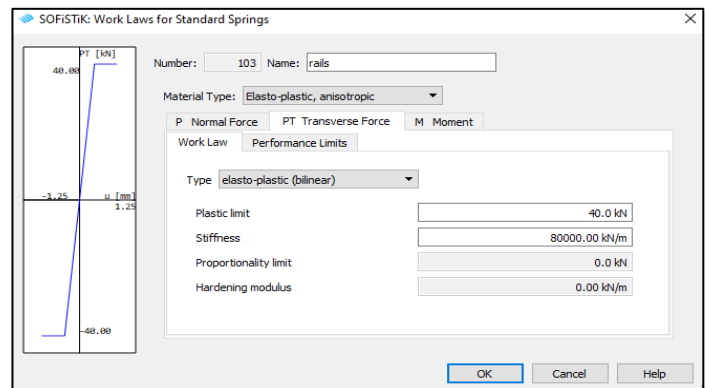 SOFiSTiK: Work Laws for Standard Springs
PT [kN]
40.00
-1.25
u [mm]
1.25
-40.00
Number: 103 Name: rails
Material Type: Elasto-plastic, anisotropic
P Normal Force PT Transverse Force M Moment
Work Law Performance Limits
Type elasto-plastic (bilinear)
Plastic limit 40.0 kN
Stiffness 80000.00 kN/m
Proportionality limit 0.0 kN
Hardening modulus 0.00 kN/m
OK Cancel Help